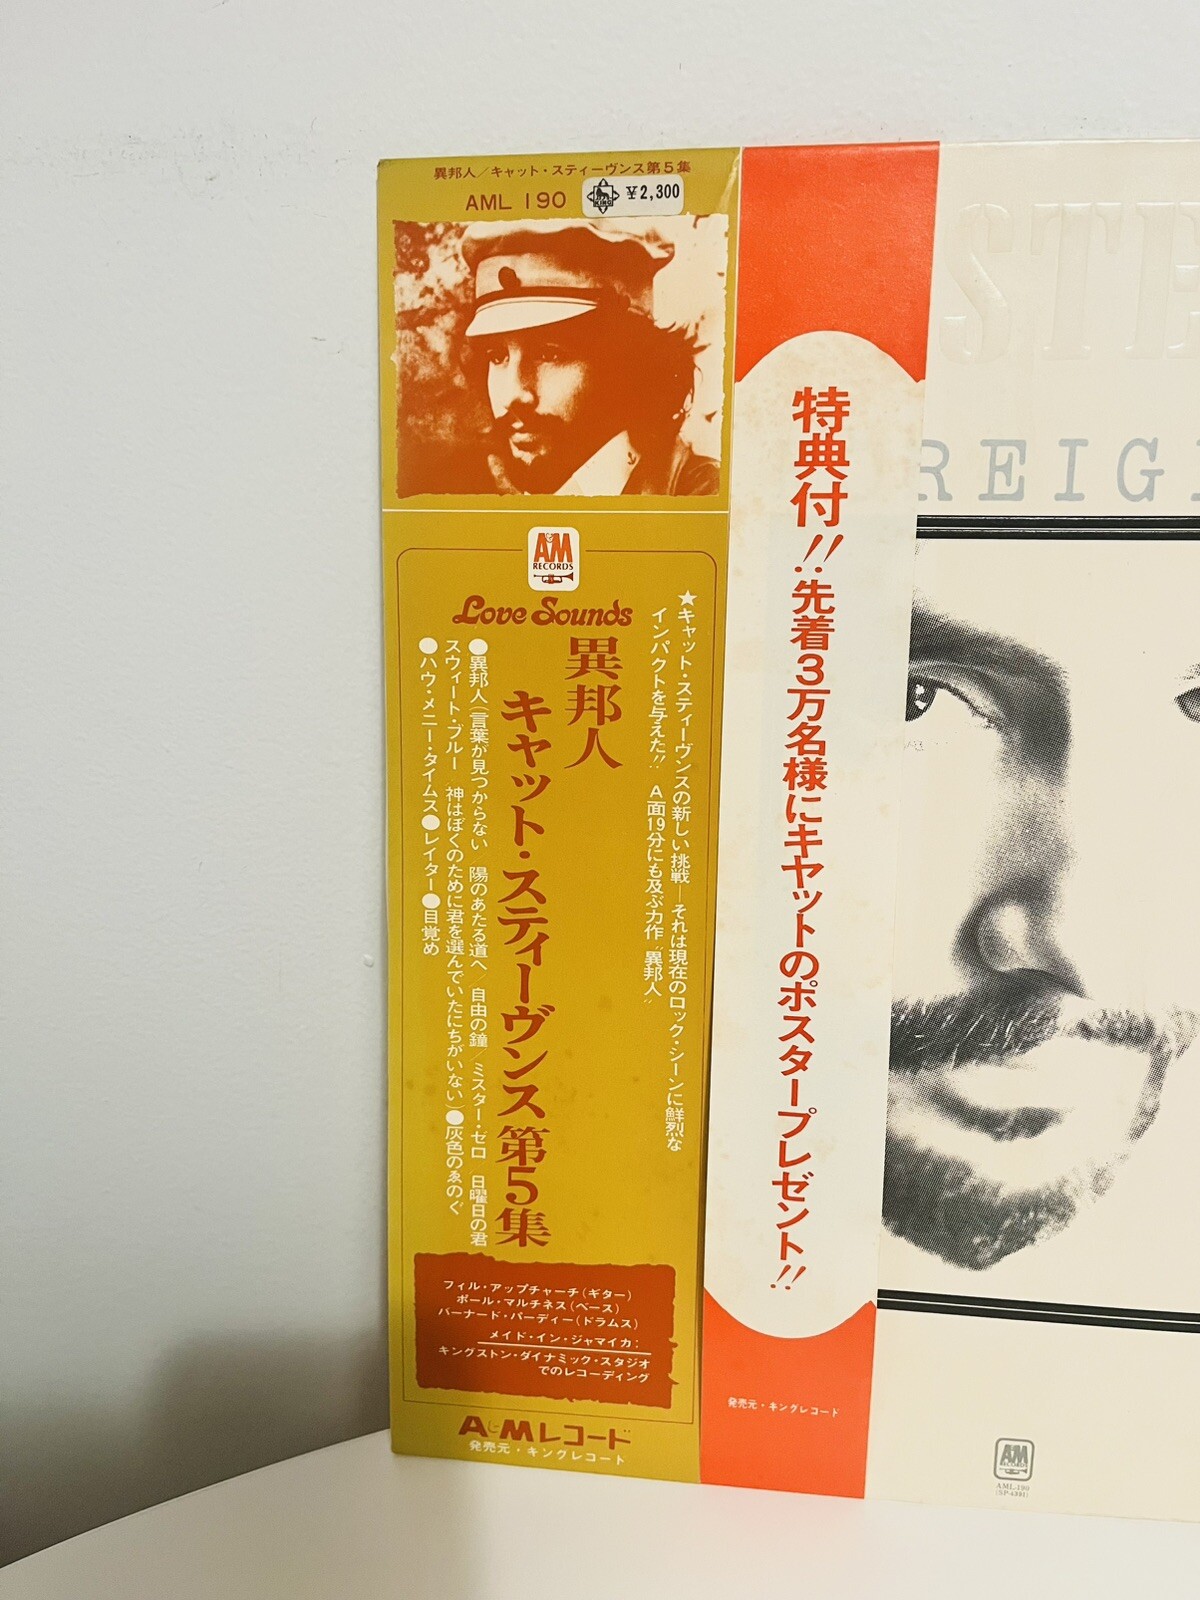 異邦人/キャット・スティーヴンス第5集
AML 190
KING
¥2,300
A&M
RECORDS
Love Sounds
★キャット・スティーヴンスの新しい挑戦—それは現在のロック・シーンに鮮烈な
インパクトを与えた!! A面19分にも及ぶ力作“異邦人”
異邦人
キャット・スティーヴンス第5集
●異邦人(言葉が見つからない/陽のあたる道へ/自由の鐘/ミスター・ゼロ/日曜日の君
スウィート・ブルー/神はぼくのために君を選んでいたにちがいない)●灰色のゑのぐ
●ハウ・メニー・タイムス●レイター●目覚め
フィル・アップチャーチ(ギター)
ポール・マルチネス(ベース)
バーナード・パーディー(ドラムス)
メイド・イン・ジャマイカ:
キングストン・ダイナミック・スタジオ
でのレコーディング
A&Mレコード
発売元・キングレコード
特典付!!先着3万名様にキャットのポスタープレゼント!!
発売元・キングレコード
STE
REIG
A&M
RECORDS
AML-190
(SP-4391)